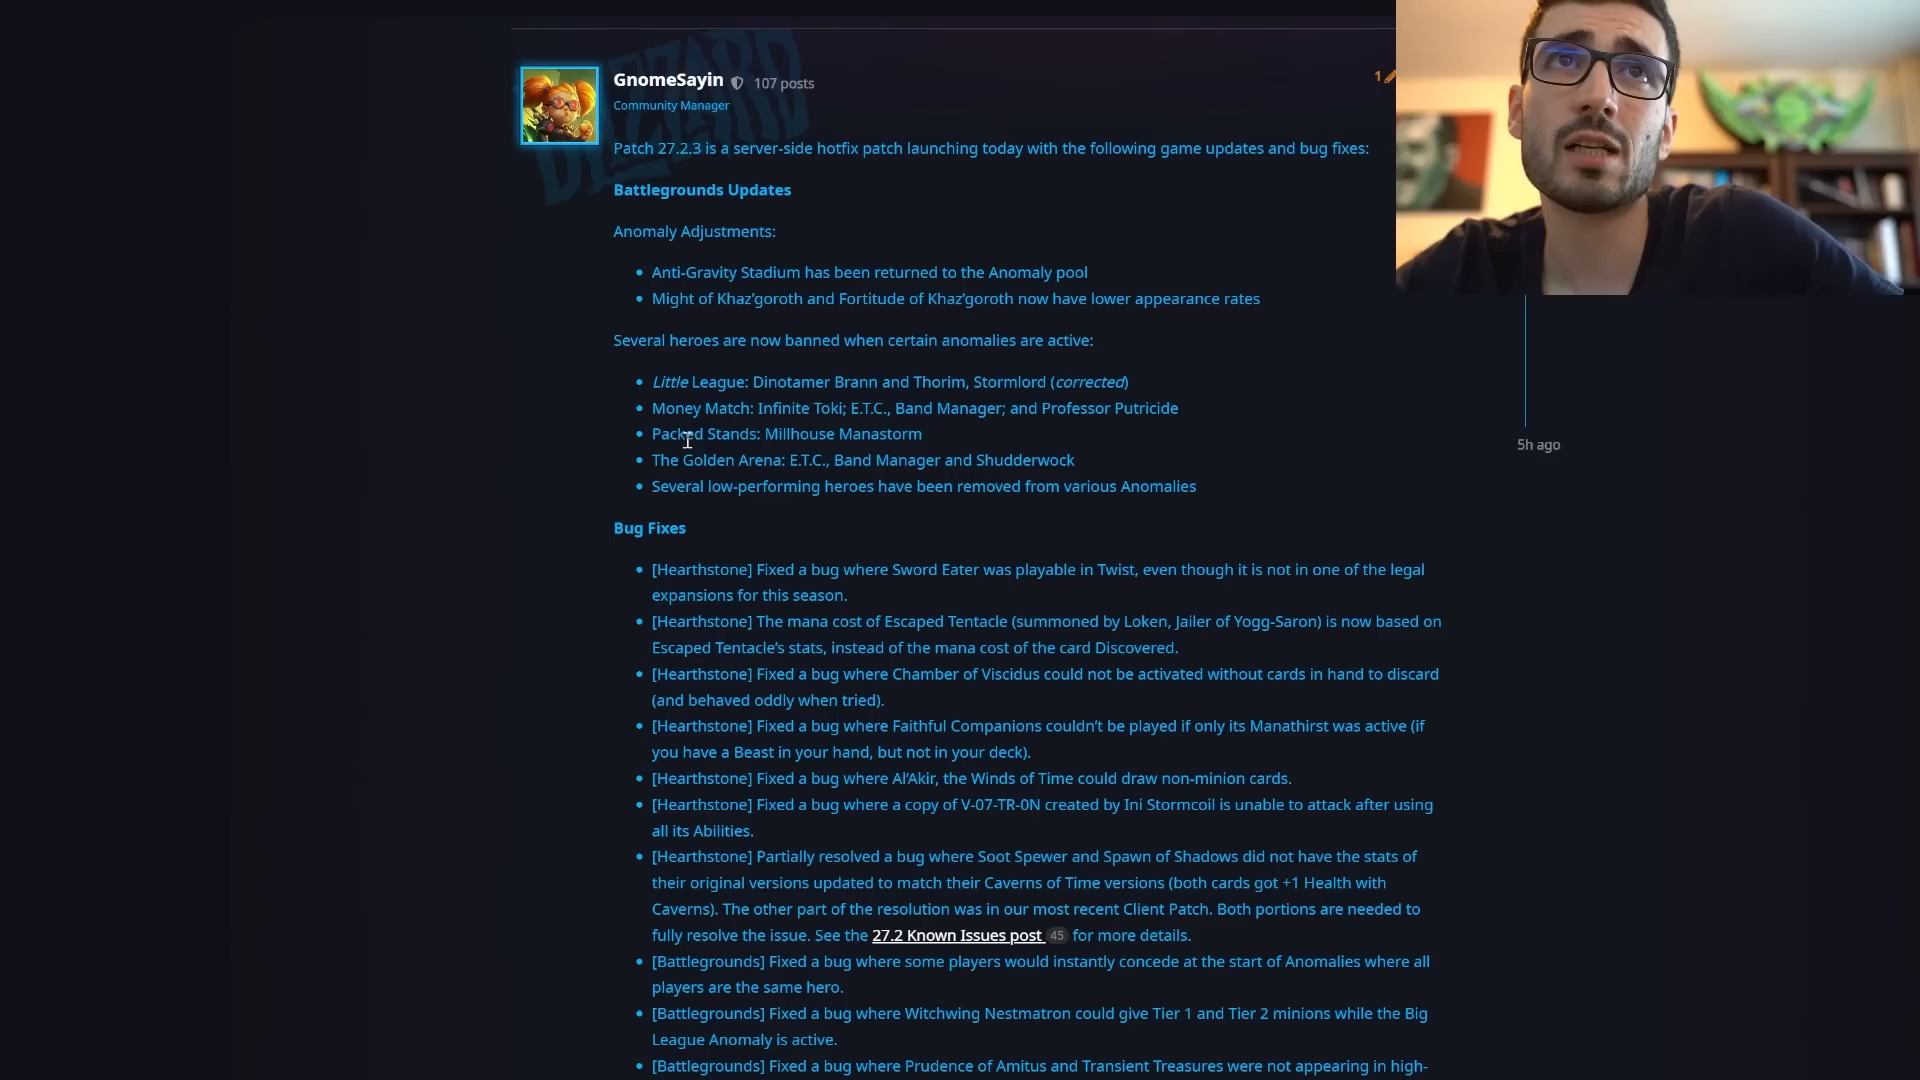 BLIZZARD
GnomeSayin 107 posts
1
Community Manager
Patch 27.2.3 is a server-side hotfix patch launching today with the following game updates and bug fixes:
Battlegrounds Updates
Anomaly Adjustments:
• Anti-Gravity Stadium has been returned to the Anomaly pool
• Might of Khaz’goroth and Fortitude of Khaz’goroth now have lower appearance rates
Several heroes are now banned when certain anomalies are active:
• Little League: Dinotamer Brann and Thorim, Stormlord (corrected)
• Money Match: Infinite Toki; E.T.C., Band Manager; and Professor Putricide
• Packed Stands: Millhouse Manastorm
• The Golden Arena: E.T.C., Band Manager and Shudderwock
• Several low-performing heroes have been removed from various Anomalies
5h ago
Bug Fixes
• [Hearthstone] Fixed a bug where Sword Eater was playable in Twist, even though it is not in one of the legal
expansions for this season.
• [Hearthstone] The mana cost of Escaped Tentacle (summoned by Loken, Jailer of Yogg-Saron) is now based on
Escaped Tentacle’s stats, instead of the mana cost of the card Discovered.
• [Hearthstone] Fixed a bug where Chamber of Viscidus could not be activated without cards in hand to discard
(and behaved oddly when tried).
• [Hearthstone] Fixed a bug where Faithful Companions couldn’t be played if only its Manathirst was active (if
you have a Beast in your hand, but not in your deck).
• [Hearthstone] Fixed a bug where Al’Akir, the Winds of Time could draw non-minion cards.
• [Hearthstone] Fixed a bug where a copy of V-07-TR-0N created by Ini Stormcoil is unable to attack after using
all its Abilities.
• [Hearthstone] Partially resolved a bug where Soot Spewer and Spawn of Shadows did not have the stats of
their original versions updated to match their Caverns of Time versions (both cards got +1 Health with
Caverns). The other part of the resolution was in our most recent Client Patch. Both portions are needed to
fully resolve the issue. See the 27.2 Known Issues post 45 for more details.
• [Battlegrounds] Fixed a bug where some players would instantly concede at the start of Anomalies where all
players are the same hero.
• [Battlegrounds] Fixed a bug where Witchwing Nestmatron could give Tier 1 and Tier 2 minions while the Big
League Anomaly is active.
• [Battlegrounds] Fixed a bug where Prudence of Amitus and Transient Treasures were not appearing in high-